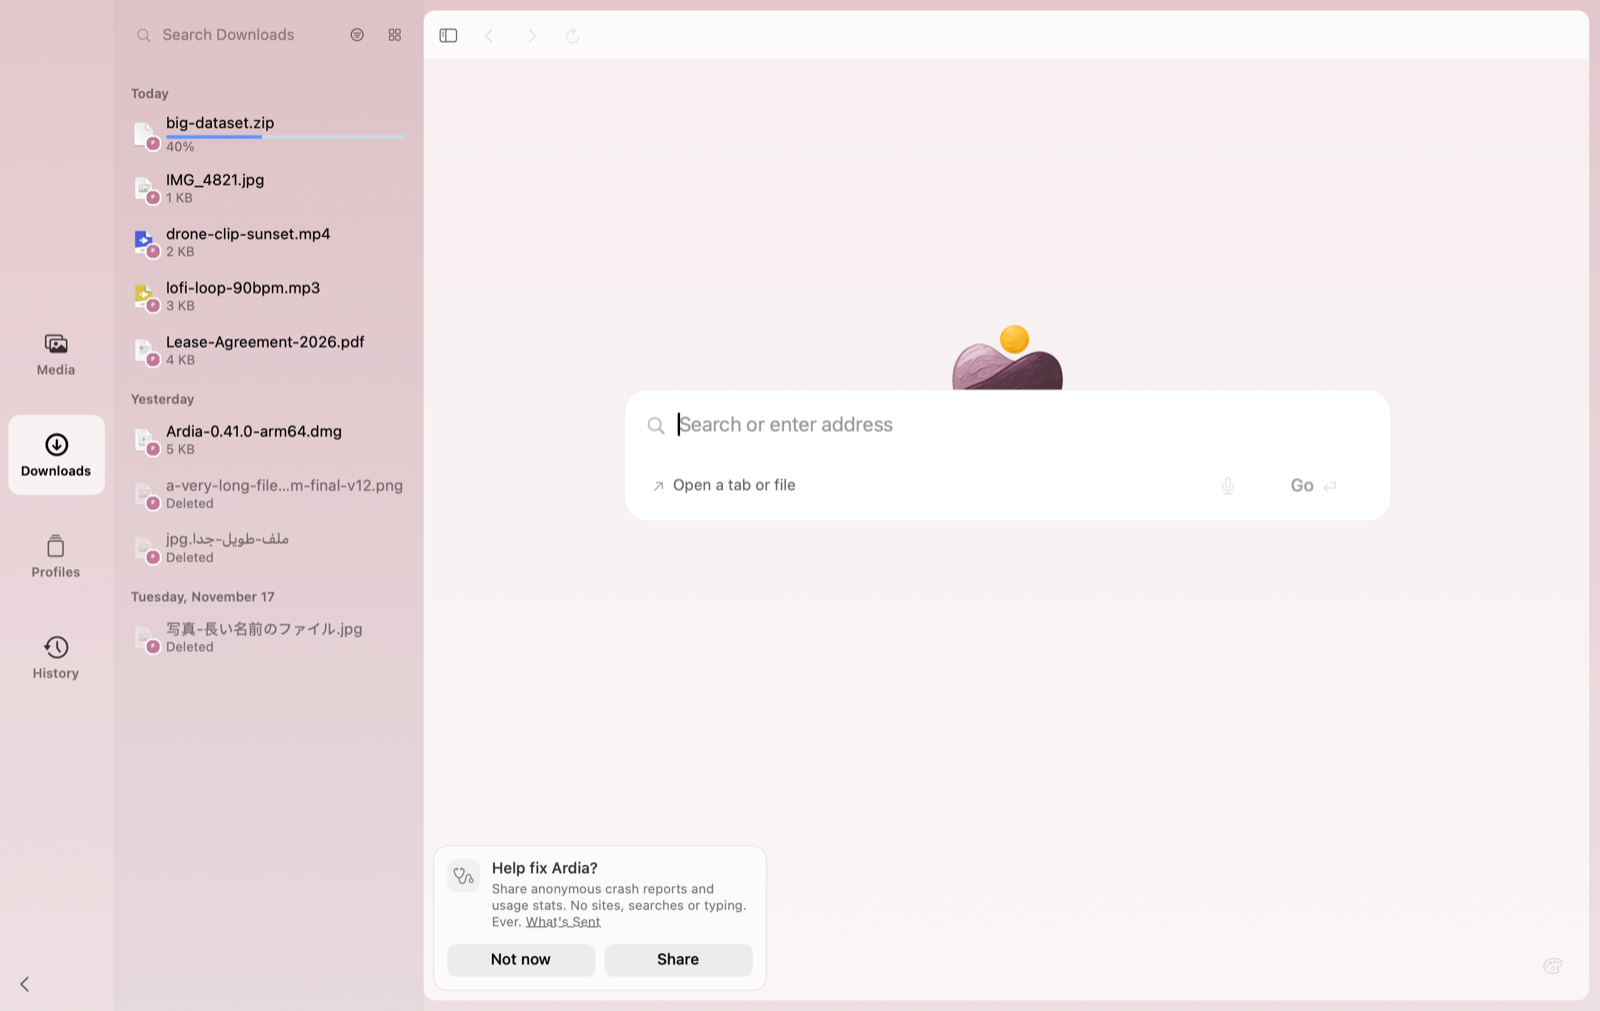 Search Downloads
Today
big-dataset.zip
40%
IMG_4821.jpg
1 KB
drone-clip-sunset.mp4
2 KB
lofi-loop-90bpm.mp3
3 KB
Lease-Agreement-2026.pdf
4 KB
Yesterday
Ardia-0.41.0-arm64.dmg
5 KB
a-very-long-file...m-final-v12.png
Deleted
ملف-طويل-جدا.jpg
Deleted
Tuesday, November 17
写真-長い名前のファイル.jpg
Deleted
Media
Downloads
Profiles
History
Search or enter address
Open a tab or file
Go
Help fix Ardia?
Share anonymous crash reports and
usage stats. No sites, searches or typing.
Ever. What's Sent
Not now
Share